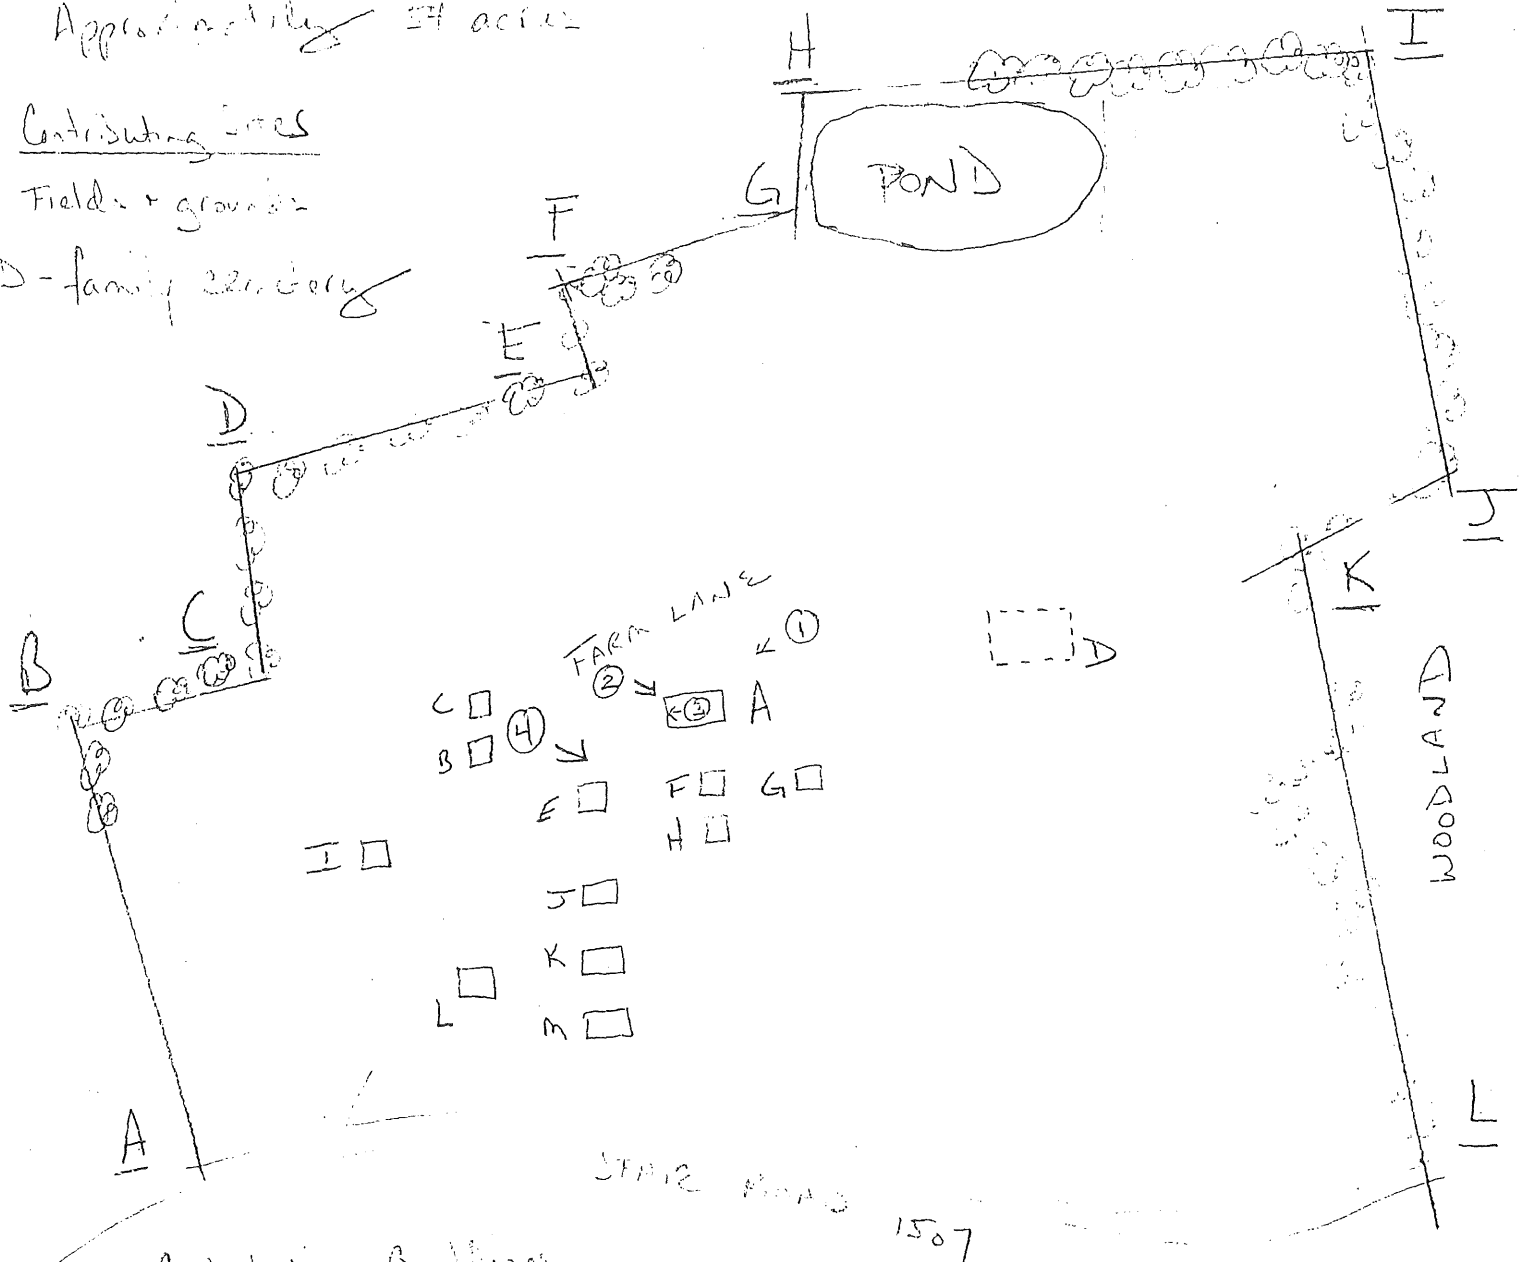 Approximately acres
H
I
Contributing sites
POND
Fields + grounds
G
F
D - family cemetery
E
D
J
K
FARM LANE
1
C
B
2
D
C
3 A
4
B
WOODLAND
E
F
G
H
I
J
K
L
M
A
L
STATE ROAD
1507
Buildings